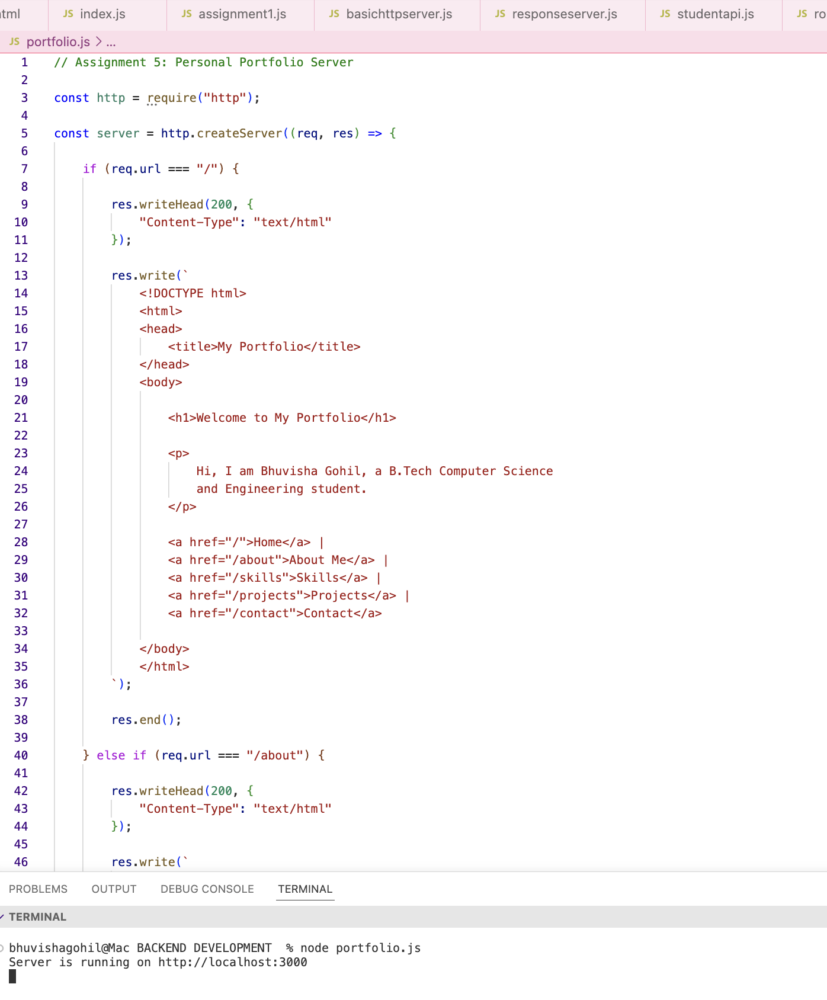 JS index.js JS assignment1.js JS basichttpserver.js JS responseserver.js JS studentapi.js JS
JS portfolio.js > ...
1 // Assignment 5: Personal Portfolio Server
2
3 const http = require("http");
4
5 const server = http.createServer((req, res) => {
6
7 if (req.url === "/") {
8
9 res.writeHead(200, {
10 "Content-Type": "text/html"
11 });
12
13 res.write(`
14 <!DOCTYPE html>
15 <html>
16 <head>
17 <title>My Portfolio</title>
18 </head>
19 <body>
20
21 <h1>Welcome to My Portfolio</h1>
22
23 <p>
24 Hi, I am Bhuvisha Gohil, a B.Tech Computer Science
25 and Engineering student.
26 </p>
27
28 <a href="/">Home</a> |
29 <a href="/about">About Me</a> |
30 <a href="/skills">Skills</a> |
31 <a href="/projects">Projects</a> |
32 <a href="/contact">Contact</a>
33
34 </body>
35 </html>
36 `);
37
38 res.end();
39
40 } else if (req.url === "/about") {
41
42 res.writeHead(200, {
43 "Content-Type": "text/html"
44 });
45
46 res.write(`
PROBLEMS OUTPUT DEBUG CONSOLE TERMINAL
TERMINAL
bhuvishagohil@Mac BACKEND DEVELOPMENT % node portfolio.js
Server is running on http://localhost:3000